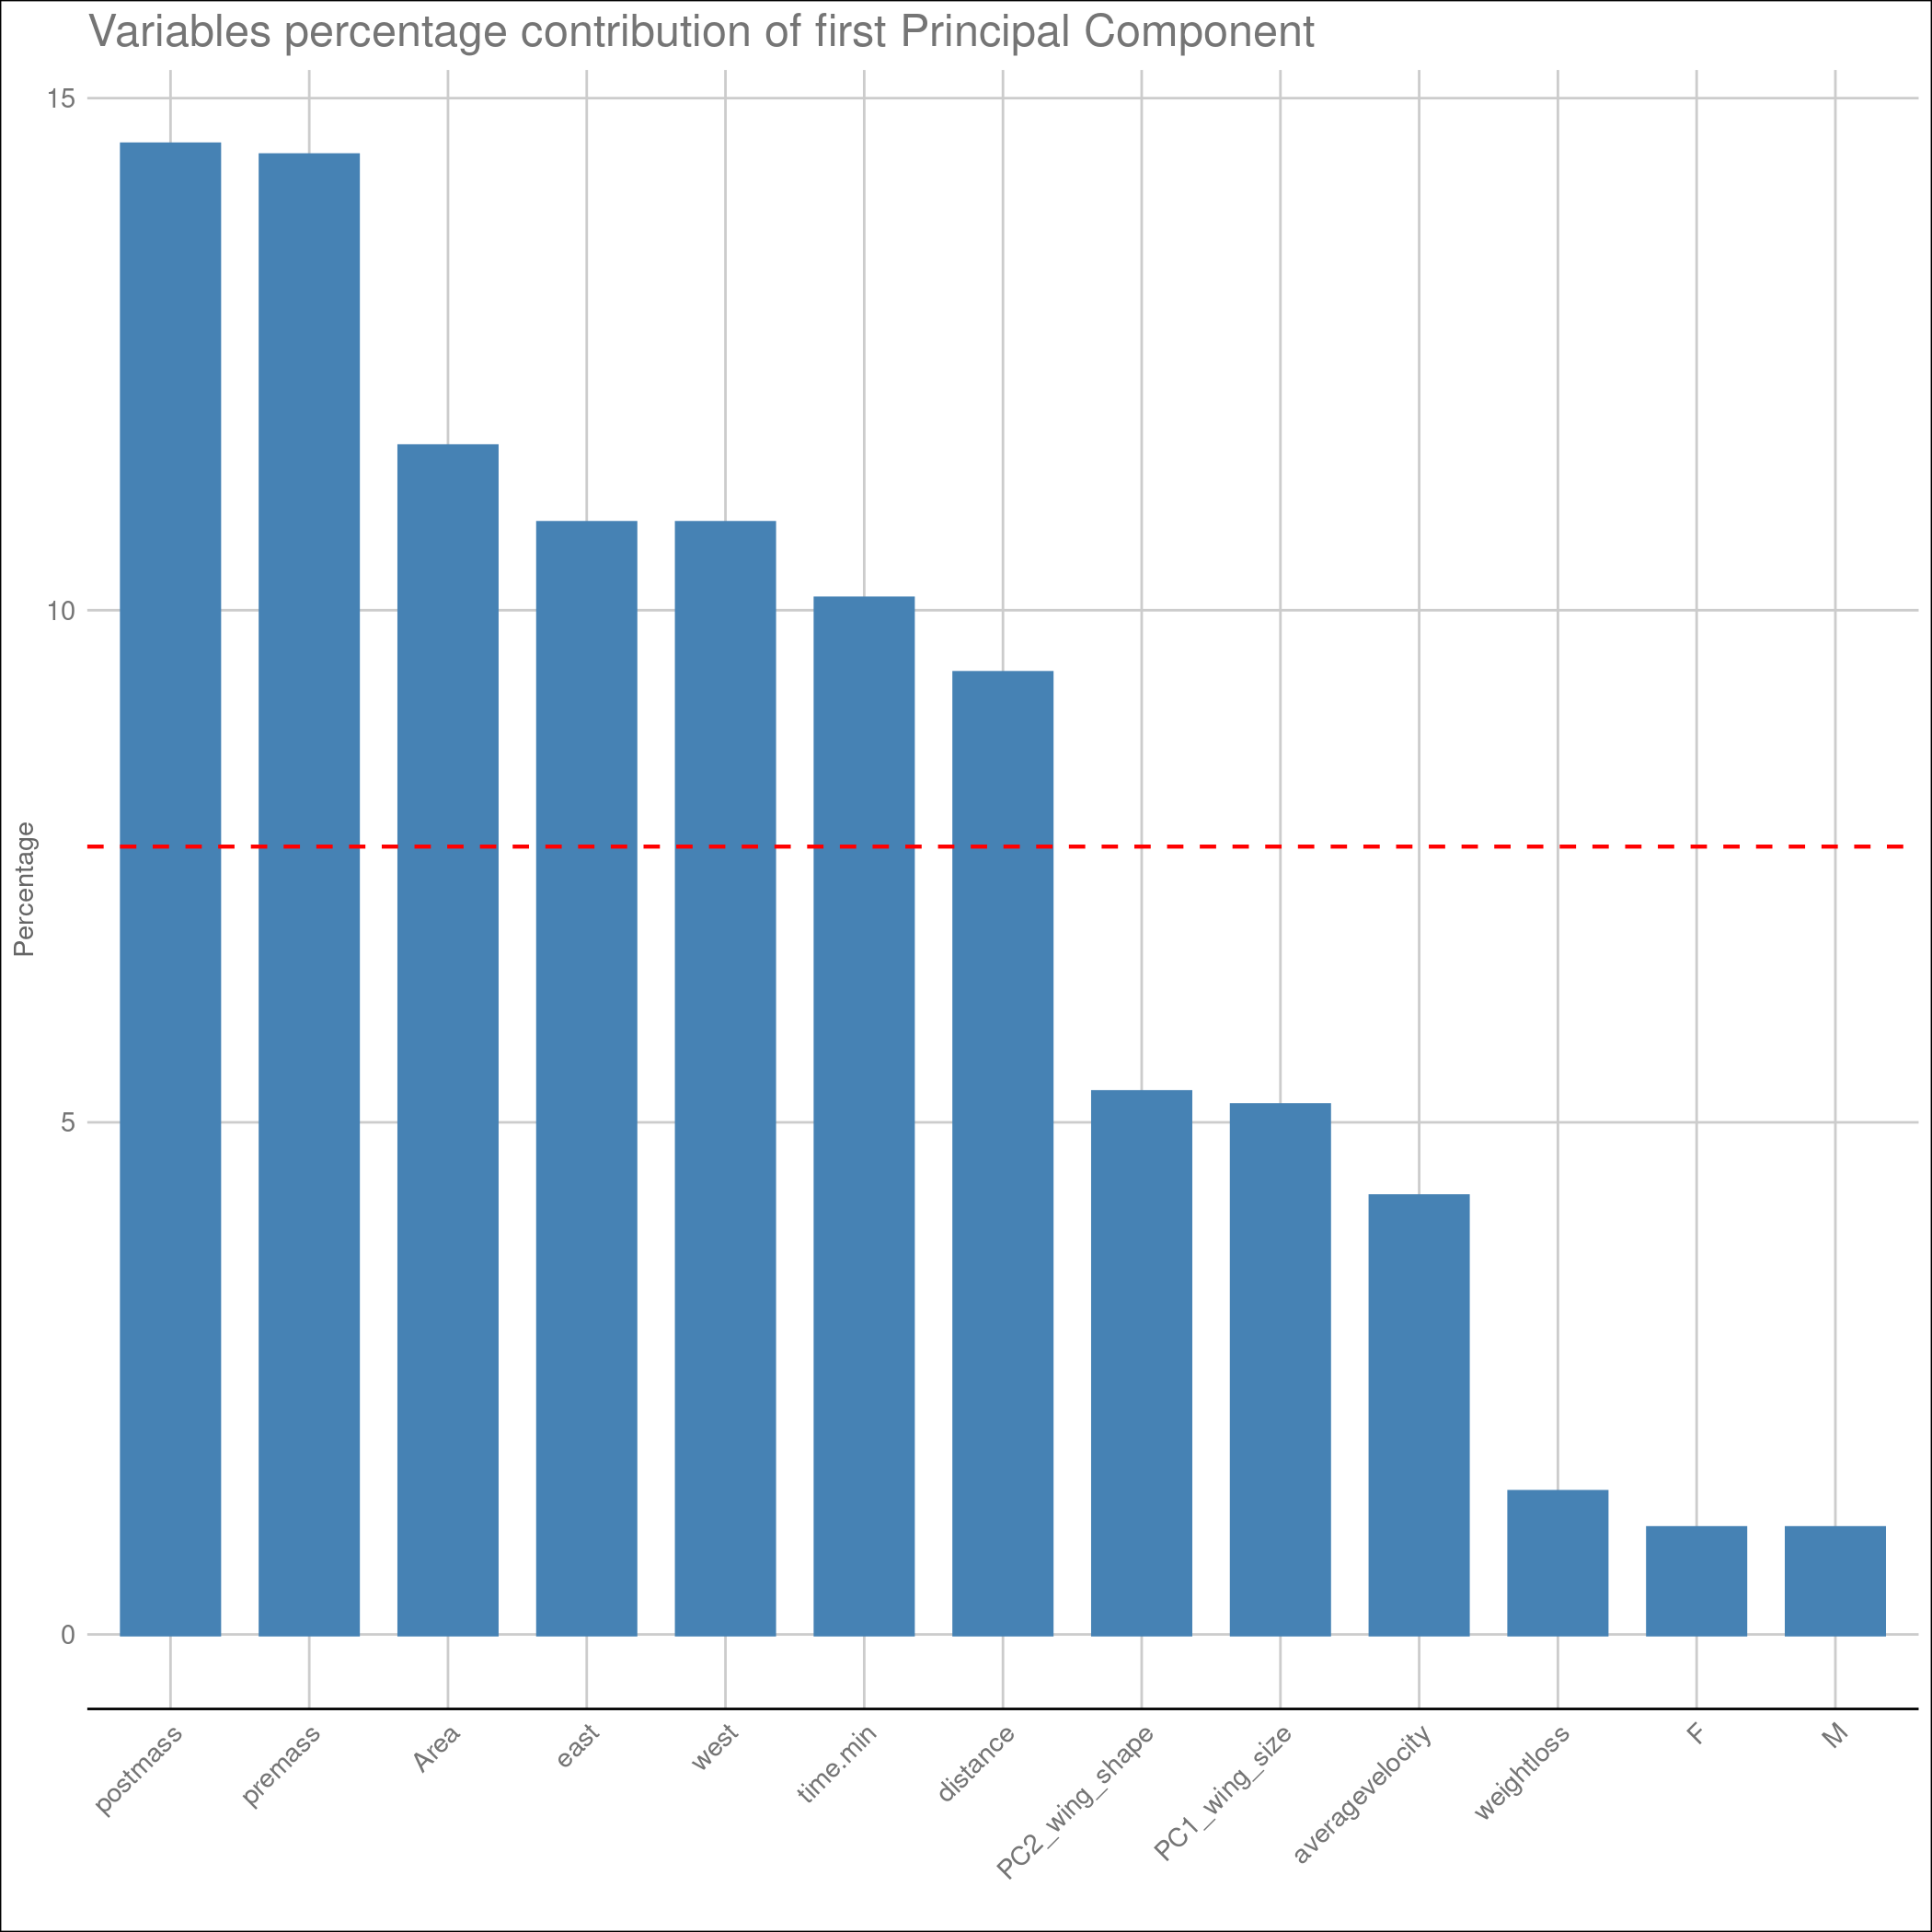 Variables percentage contribution of first Principal Component
Percentage
15
10
5
0
postmass
premass
Area
east
west
time.min
distance
PC2_wing_shape
PC1_wing_size
averagevelocity
weightloss
F
M